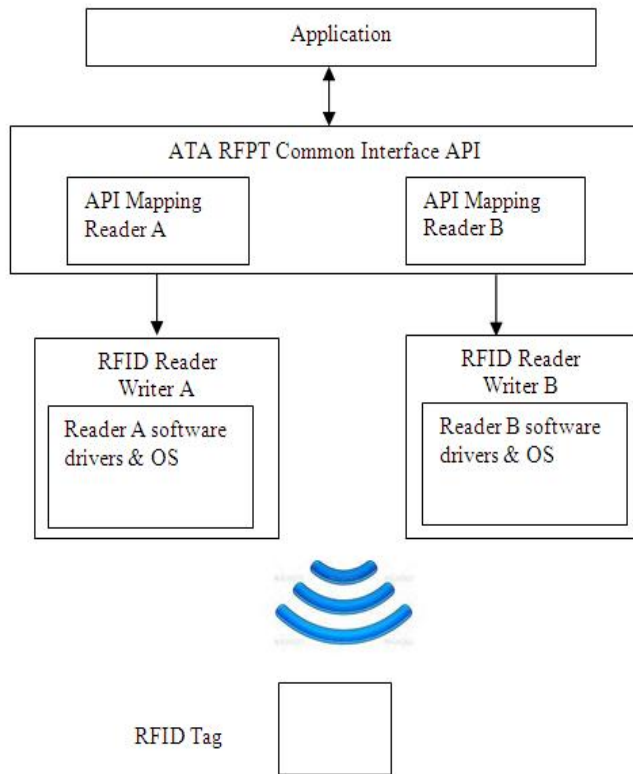 Application
ATA RFPT Common Interface API
API Mapping
Reader A
API Mapping
Reader B
RFID Reader
Writer A
Reader A software
drivers & OS
RFID Reader
Writer B
Reader B software
drivers & OS
RFID Tag